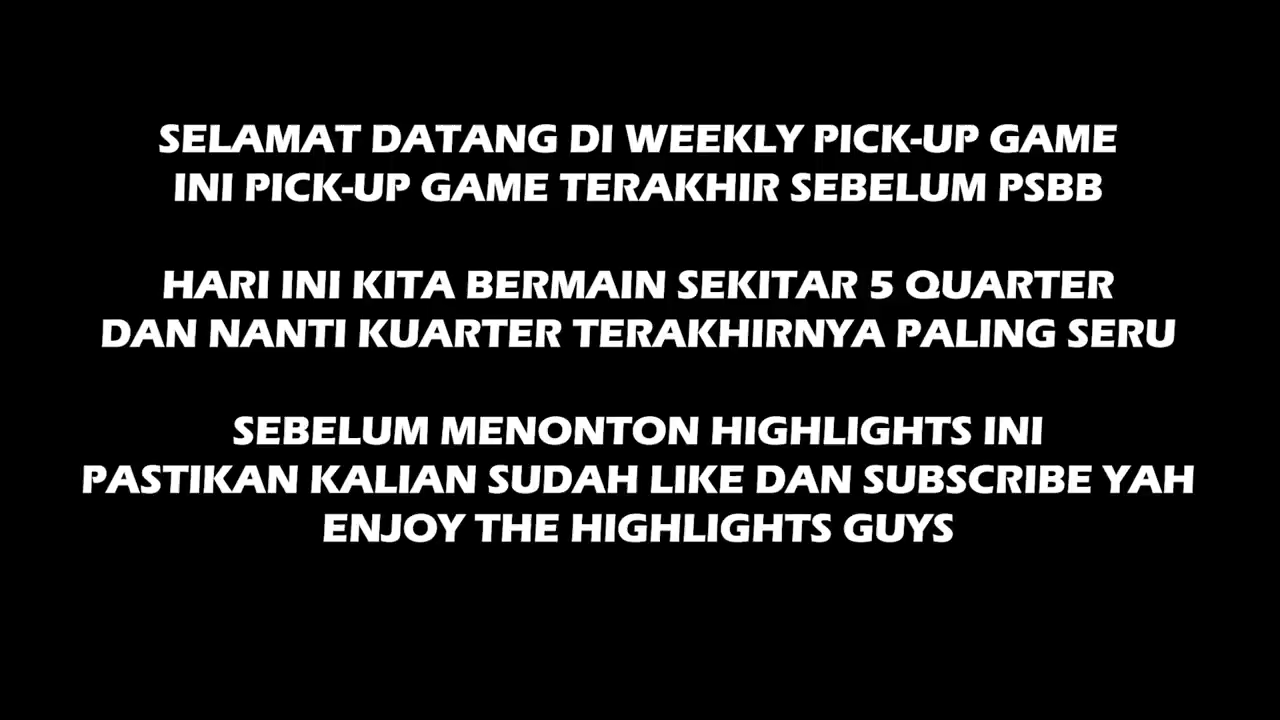 SELAMAT DATANG DI WEEKLY PICK-UP GAME
INI PICK-UP GAME TERAKHIR SEBELUM PSBB
HARI INI KITA BERMAIN SEKITAR 5 QUARTER
DAN NANTI KUARTER TERAKHIRNYA PALING SERU
SEBELUM MENONTON HIGHLIGHTS INI
PASTIKAN KALIAN SUDAH LIKE DAN SUBSCRIBE YAH
ENJOY THE HIGHLIGHTS GUYS